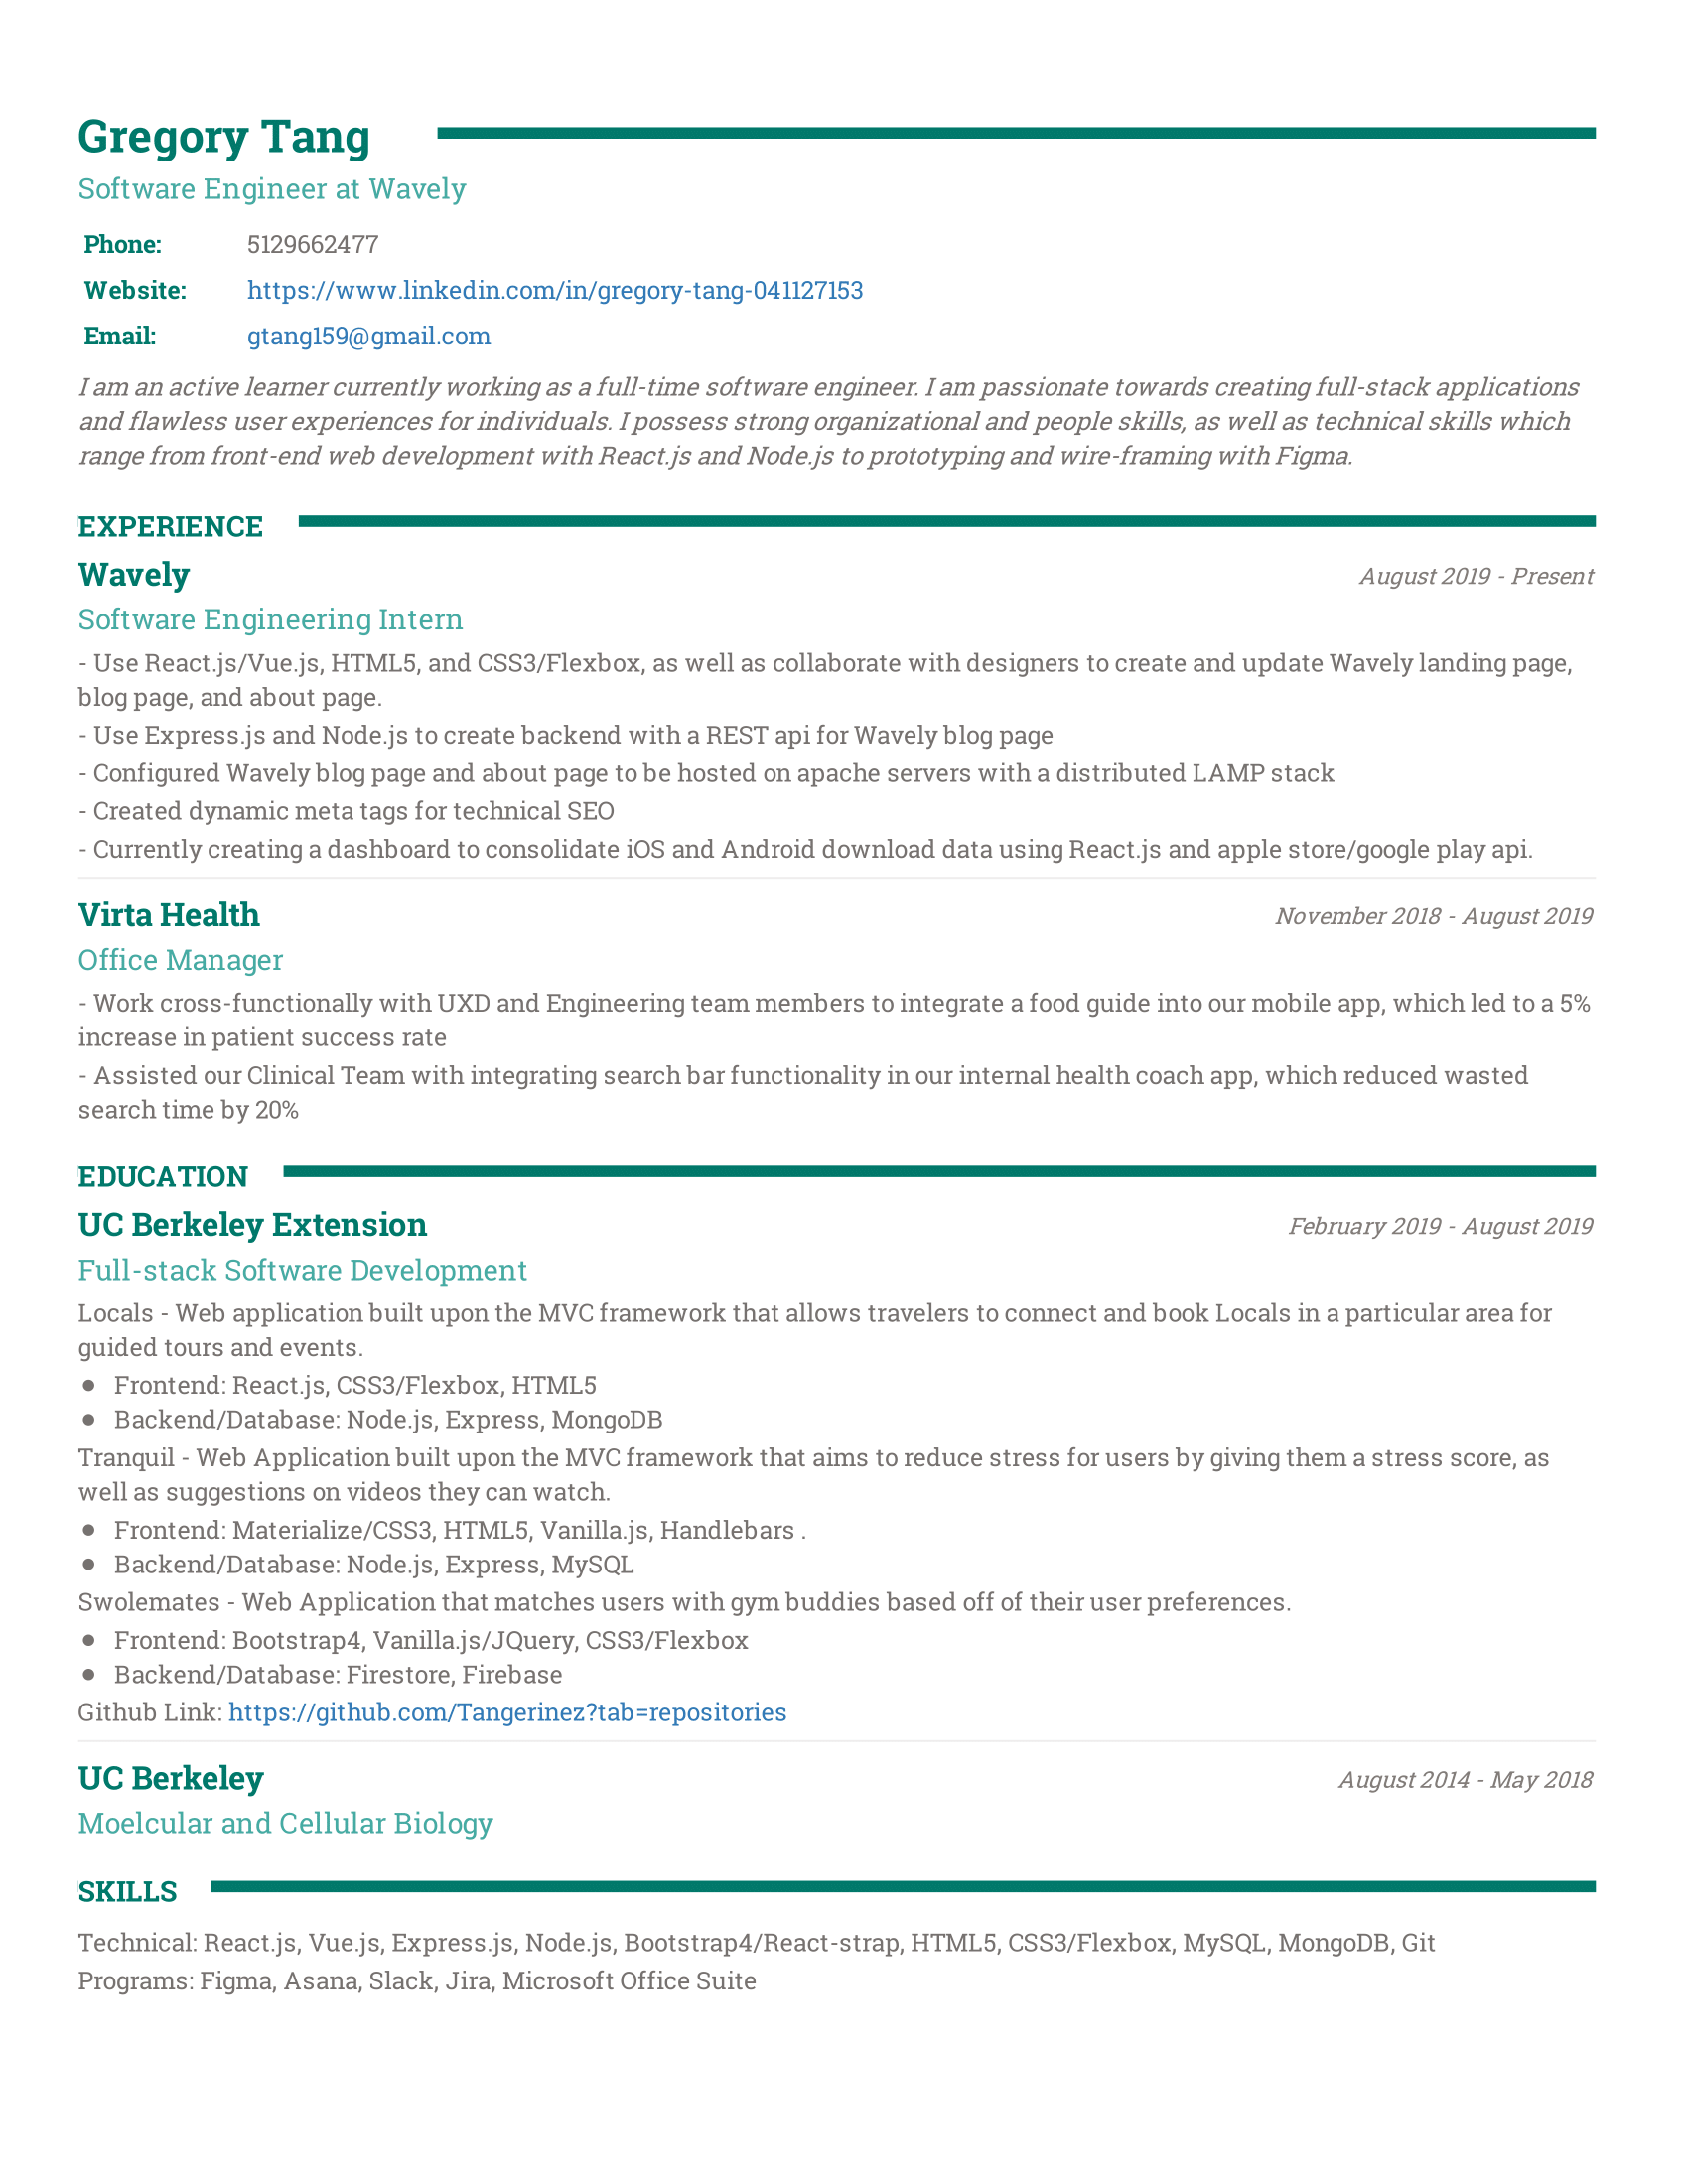 Gregory Tang
Software Engineer at Wavely
Phone: 5129662477
Website: https://www.linkedin.com/in/gregory-tang-041127153
Email: gtang159@gmail.com
I am an active learner currently working as a full-time software engineer. I am passionate towards creating full-stack applications
and flawless user experiences for individuals. I possess strong organizational and people skills, as well as technical skills which
range from front-end web development with React.js and Node.js to prototyping and wire-framing with Figma.
EXPERIENCE
Wavely August 2019 - Present
Software Engineering Intern
- Use React.js/Vue.js, HTML5, and CSS3/Flexbox, as well as collaborate with designers to create and update Wavely landing page,
blog page, and about page.
- Use Express.js and Node.js to create backend with a REST api for Wavely blog page
- Configured Wavely blog page and about page to be hosted on apache servers with a distributed LAMP stack
- Created dynamic meta tags for technical SEO
- Currently creating a dashboard to consolidate iOS and Android download data using React.js and apple store/google play api.
Virta Health November 2018 - August 2019
Office Manager
- Work cross-functionally with UXD and Engineering team members to integrate a food guide into our mobile app, which led to a 5%
increase in patient success rate
- Assisted our Clinical Team with integrating search bar functionality in our internal health coach app, which reduced wasted
search time by 20%
EDUCATION
UC Berkeley Extension February 2019 - August 2019
Full-stack Software Development
Locals - Web application built upon the MVC framework that allows travelers to connect and book Locals in a particular area for
guided tours and events.
● Frontend: React.js, CSS3/Flexbox, HTML5
● Backend/Database: Node.js, Express, MongoDB
Tranquil - Web Application built upon the MVC framework that aims to reduce stress for users by giving them a stress score, as
well as suggestions on videos they can watch.
● Frontend: Materialize/CSS3, HTML5, Vanilla.js, Handlebars .
● Backend/Database: Node.js, Express, MySQL
Swolemates - Web Application that matches users with gym buddies based off of their user preferences.
● Frontend: Bootstrap4, Vanilla.js/JQuery, CSS3/Flexbox
● Backend/Database: Firestore, Firebase
Github Link: https://github.com/Tangerinez?tab=repositories
UC Berkeley August 2014 - May 2018
Moelcular and Cellular Biology
SKILLS
Technical: React.js, Vue.js, Express.js, Node.js, Bootstrap4/React-strap, HTML5, CSS3/Flexbox, MySQL, MongoDB, Git
Programs: Figma, Asana, Slack, Jira, Microsoft Office Suite